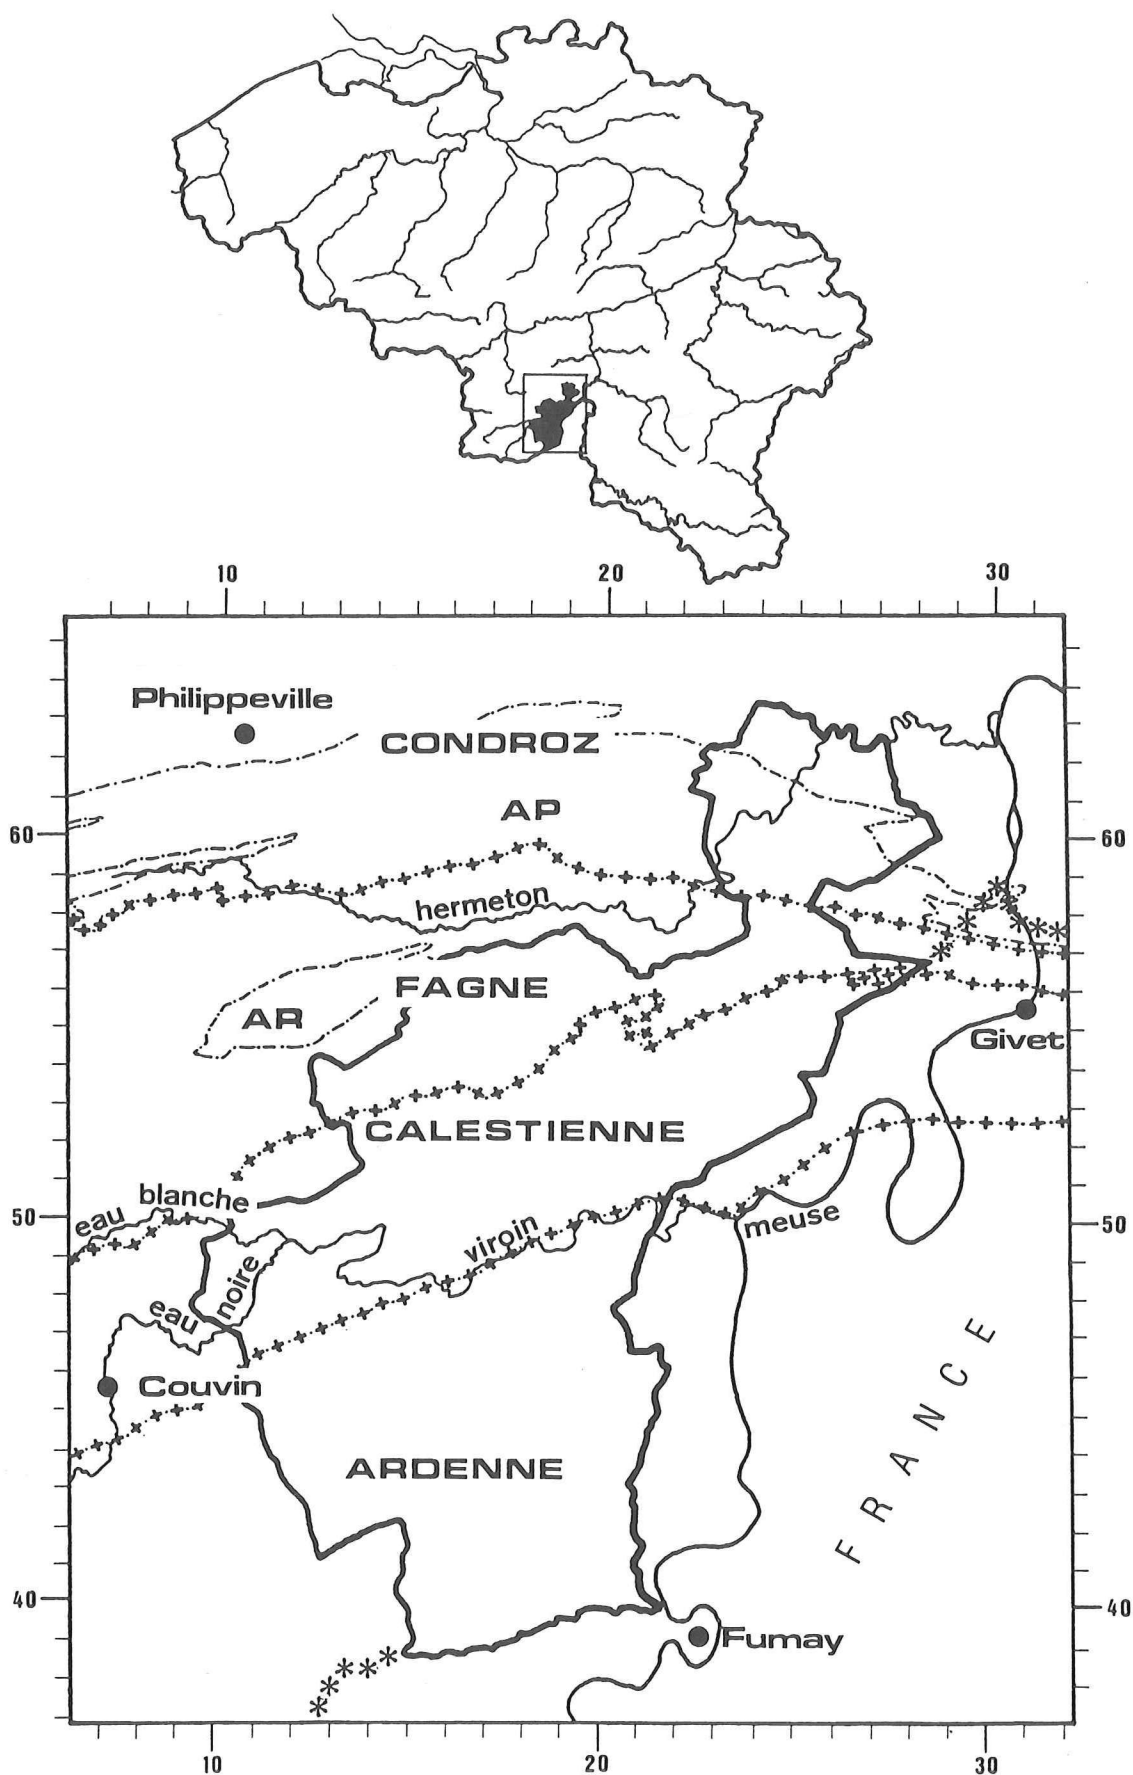 10 20 30
Philippeville
CONDROZ
AP
60 60
hermeton
FAGNE
AR
Givet
CALESTIENNE
eau blanche
50 50
viroin
meuse
eau noire
Couvin
ARDENNE
FRANCE
40 40
Fumay
10 20 30